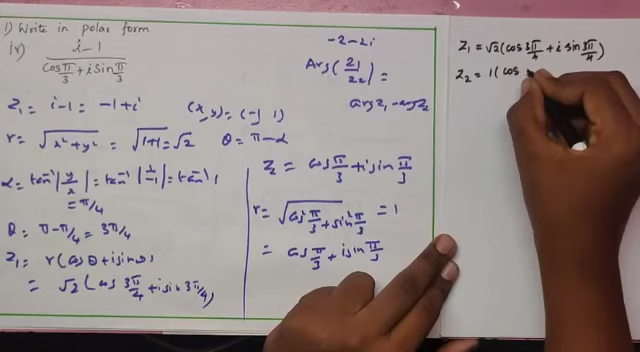 1) Write in polar form
iv) i-1 / cos π/3 + i sin π/3
-2-2i
Arg(z1/z2) =
arg z1 - arg z2
z1 = i-1 = -1+i
(x,y) = (-1, 1)
r = √x²+y² = √1+1 = √2
θ = π-α
α = tan⁻¹|y/x| = tan⁻¹|1/-1| = tan⁻¹ 1
= π/4
θ = π-π/4 = 3π/4
z1 = r(cosθ+isinθ)
= √2(cos 3π/4 + i sin 3π/4)
z2 = cos π/3 + i sin π/3
r = √cos² π/3 + sin² π/3 = 1
= cos π/3 + i sin π/3
z1 = √2(cos 3π/4 + i sin 3π/4)
z2 = 1(cos